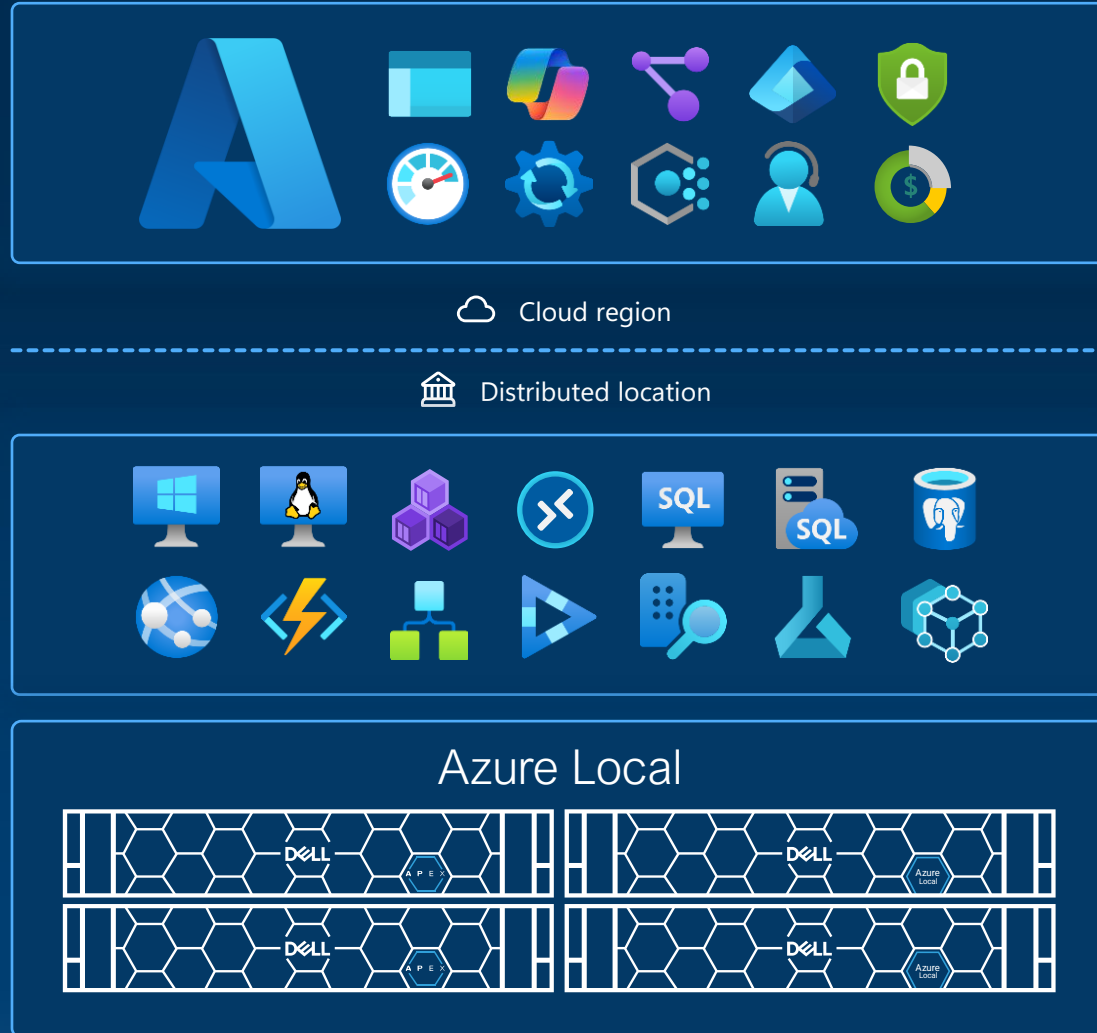 $
Cloud region
Distributed location
SQL
SQL
Azure Local
DELL
APEX
DELL
Azure
Local
DELL
APEX
DELL
Azure
Local